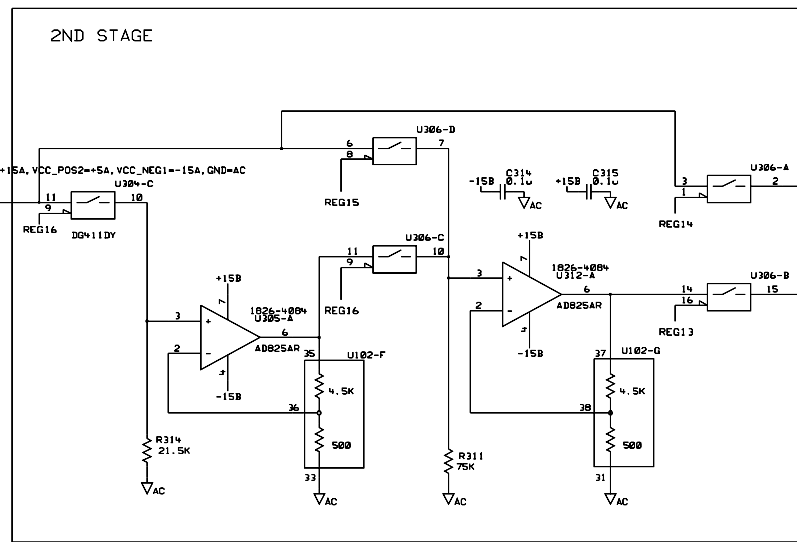 2ND STAGE
U306-D
6
7
8
+15A, VCC_POS2=+5A, VCC_NEG1=-15A, GND=AC
U304-C
11
10
9
REG16
DG411DY
REG15
-15B
C314
0.1u
AC
+15B
C315
0.1u
AC
U306-A
3
2
1
REG14
U306-C
11
10
9
REG16
+15B
7
1826-4084
U312-A
3
6
2
AD825AR
4
-15B
U306-B
14
15
16
REG13
+15B
7
1826-4084
U305-A
3
6
2
AD825AR
4
-15B
35
U102-F
4.5K
36
500
33
AC
37
U102-G
4.5K
38
500
31
AC
R314
21.5K
AC
R311
75K
AC